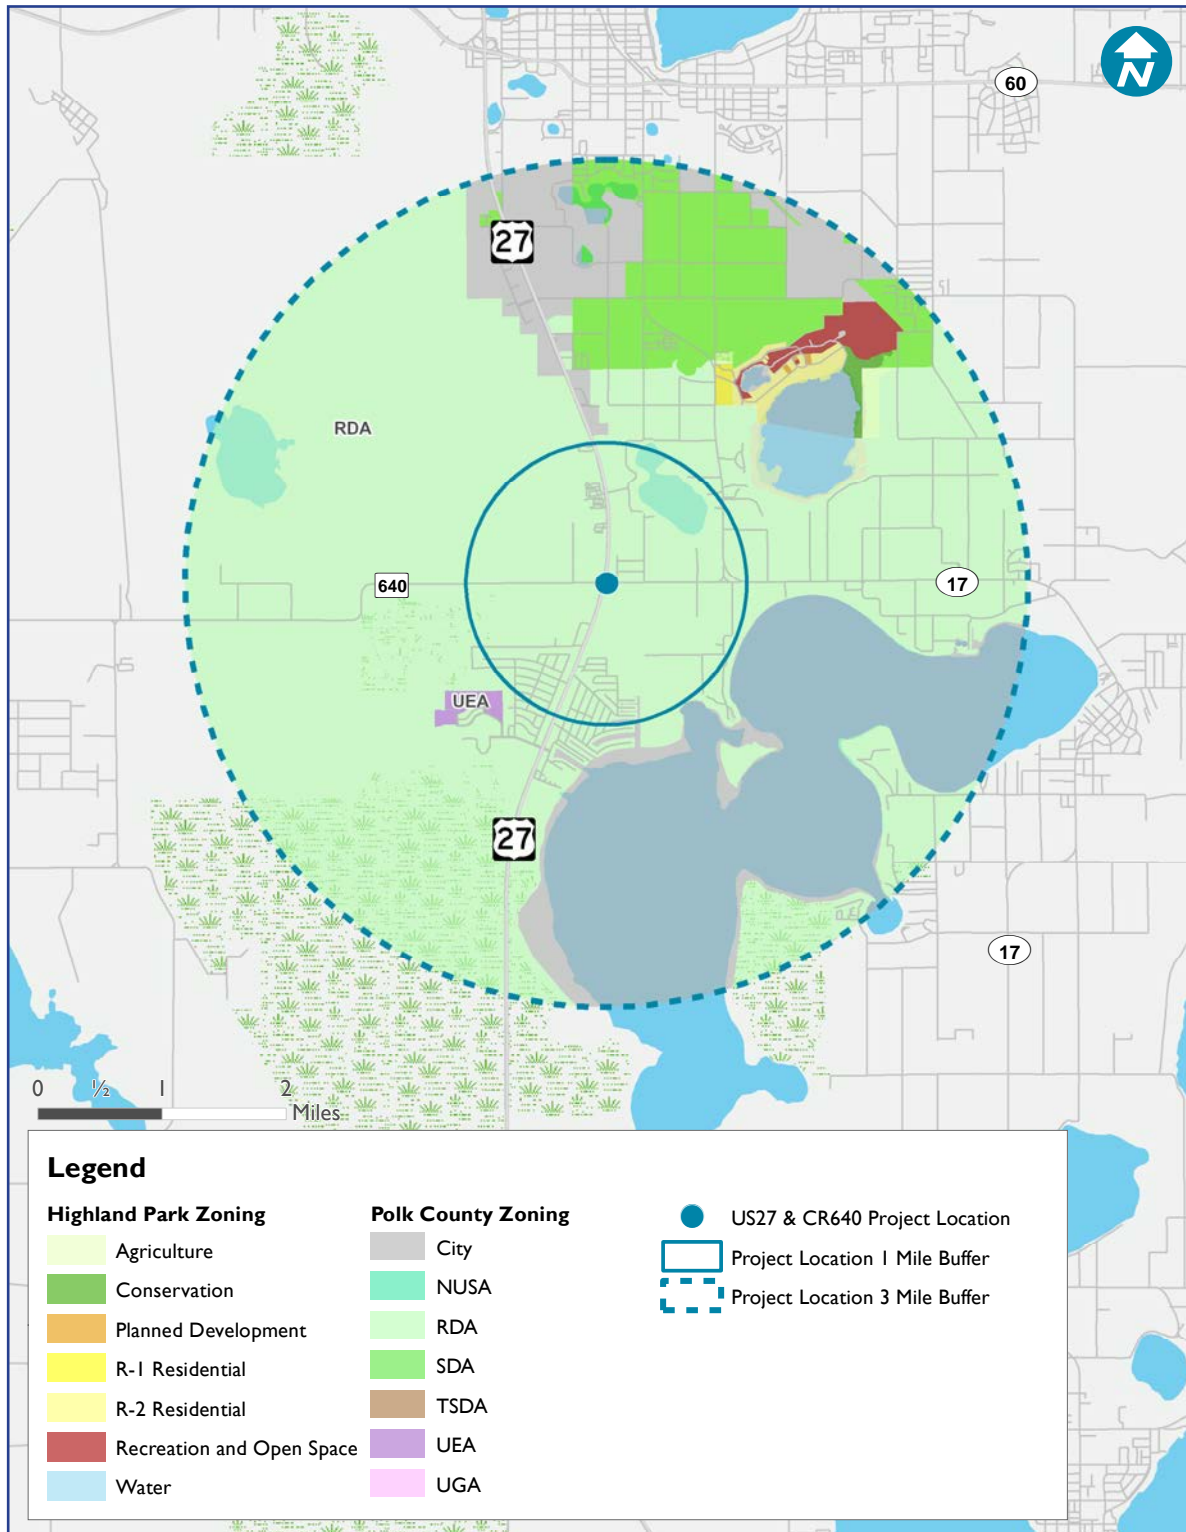 N
60
27
RDA
640
17
UEA
27
17
0 ½ 1 2
Miles
Legend
Highland Park Zoning
Agriculture
Conservation
Planned Development
R-1 Residential
R-2 Residential
Recreation and Open Space
Water
Polk County Zoning
City
NUSA
RDA
SDA
TSDA
UEA
UGA
US27 & CR640 Project Location
Project Location 1 Mile Buffer
Project Location 3 Mile Buffer